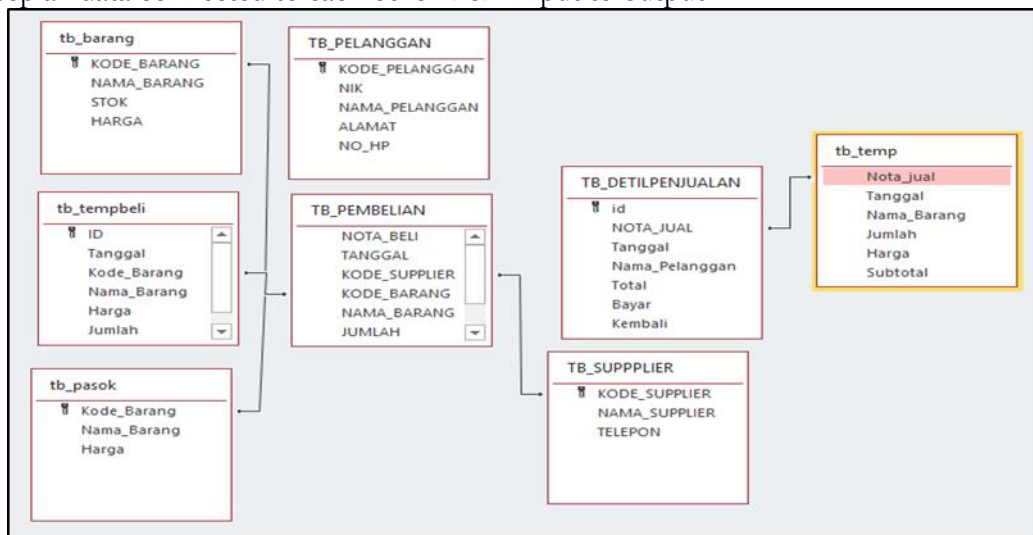 tb_barang
KODE_BARANG
NAMA_BARANG
STOK
HARGA
TB_PELANGGAN
KODE_PELANGGAN
NIK
NAMA_PELANGGAN
ALAMAT
NO_HP
tb_temp
Nota_jual
Tanggal
Nama_Barang
Jumlah
Harga
Subtotal
tb_tempbeli
ID
Tanggal
Kode_Barang
Nama_Barang
Harga
Jumlah
TB_PEMBELIAN
NOTA_BELI
TANGGAL
KODE_SUPPLIER
KODE_BARANG
NAMA_BARANG
JUMLAH
TB_DETILPENJUALAN
id
NOTA_JUAL
Tanggal
Nama_Pelanggan
Total
Bayar
Kembali
tb_pasok
Kode_Barang
Nama_Barang
Harga
TB_SUPPPLIER
KODE_SUPPLIER
NAMA_SUPPLIER
TELEPON